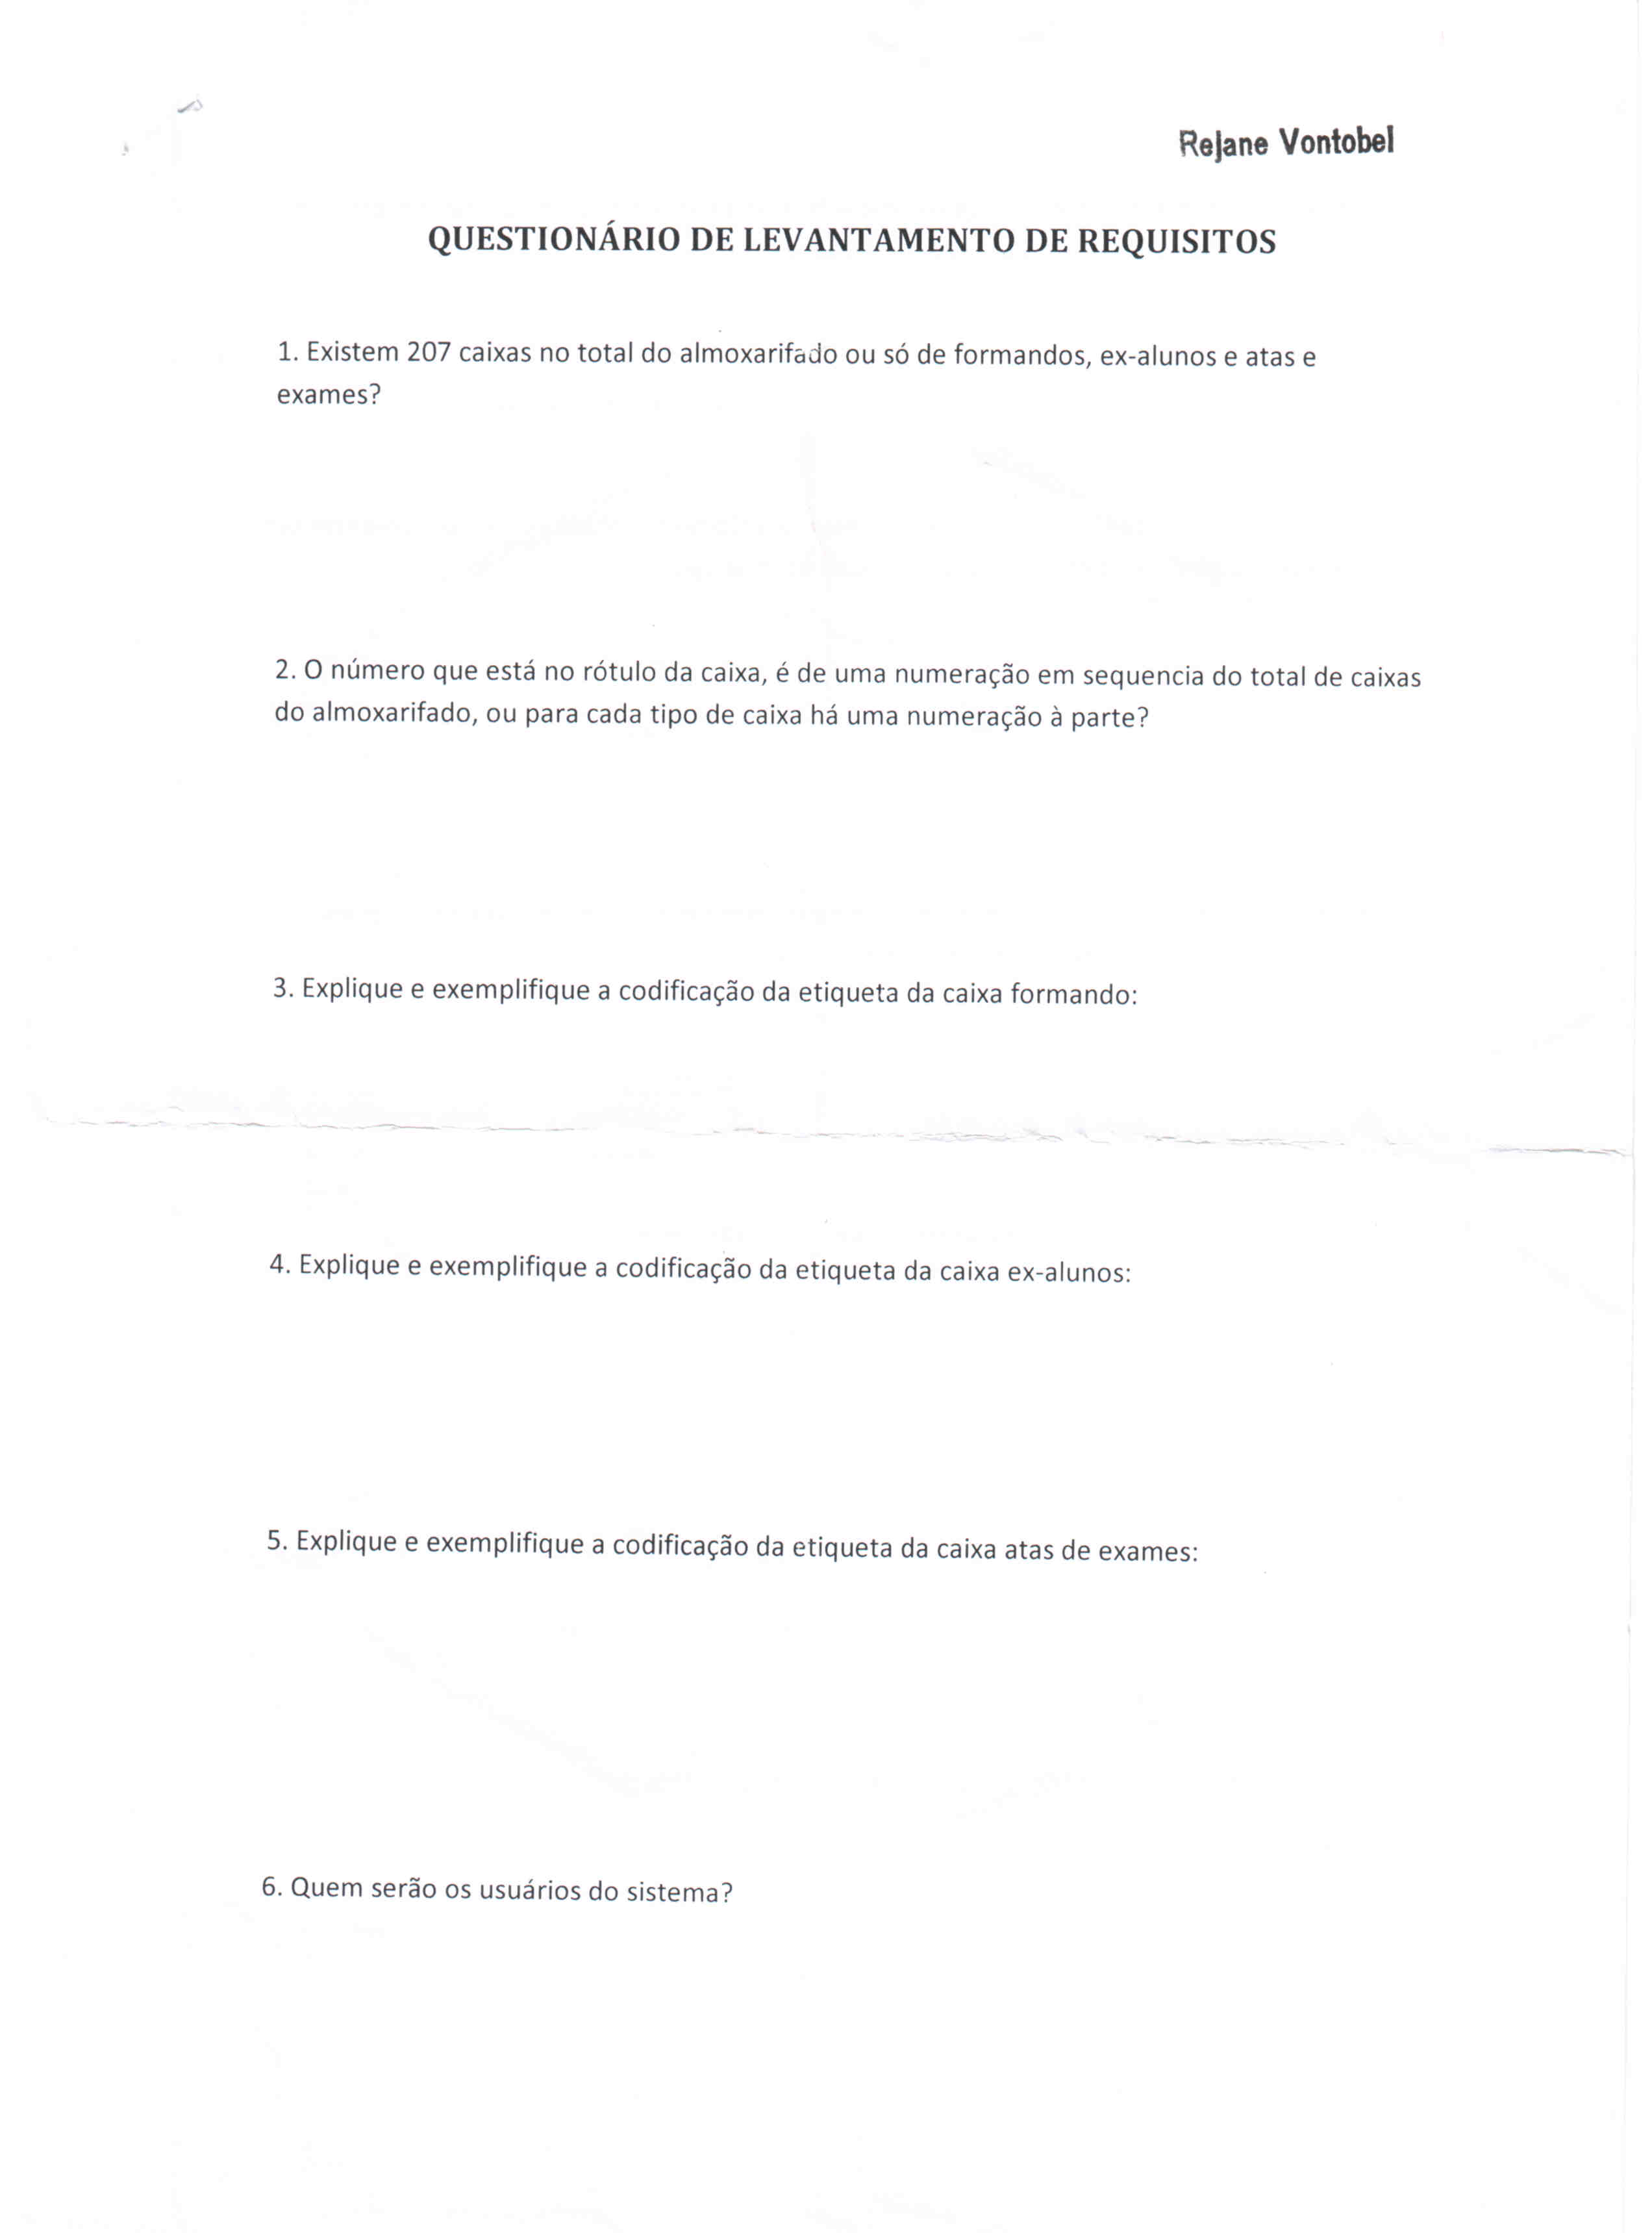 Rejane Vontobel
QUESTIONÁRIO DE LEVANTAMENTO DE REQUISITOS
1. Existem 207 caixas no total do almoxarifado ou só de formandos, ex-alunos e atas e
exames?
2. O número que está no rótulo da caixa, é de uma numeração em sequencia do total de caixas
do almoxarifado, ou para cada tipo de caixa há uma numeração à parte?
3. Explique e exemplifique a codificação da etiqueta da caixa formando:
4. Explique e exemplifique a codificação da etiqueta da caixa ex-alunos:
5. Explique e exemplifique a codificação da etiqueta da caixa atas de exames:
6. Quem serão os usuários do sistema?